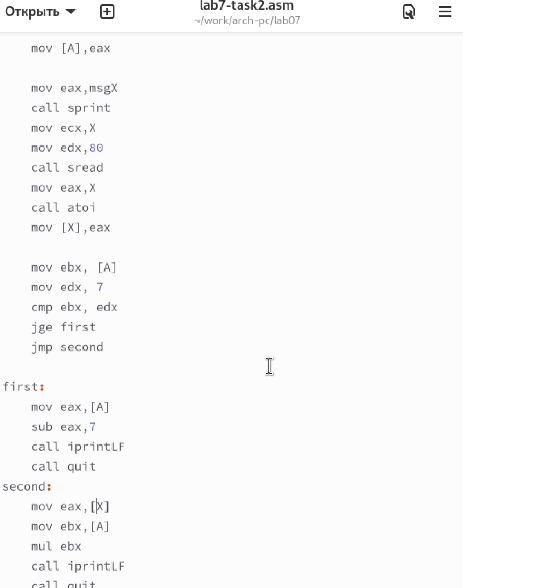 Открыть
lab7-task2.asm
~/work/arch-pc/lab07
mov [A],eax
mov eax,msgX
call sprint
mov ecx,X
mov edx,80
call sread
mov eax,X
call atoi
mov [X],eax
mov ebx, [A]
mov edx, 7
cmp ebx, edx
jge first
jmp second
first:
mov eax,[A]
sub eax,7
call iprintLF
call quit
second:
mov eax,[X]
mov ebx,[A]
mul ebx
call iprintLF
call quit